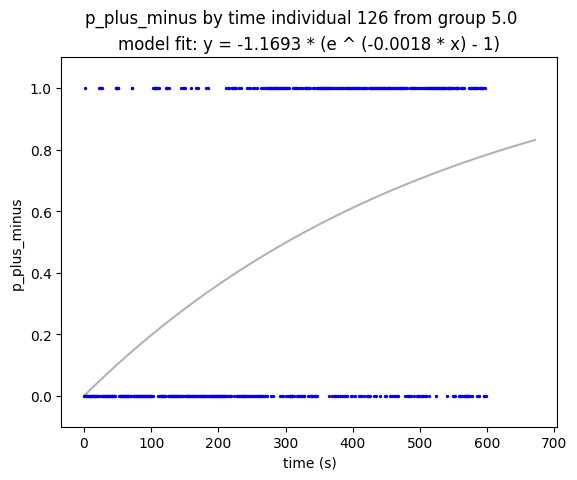 p_plus_minus by time individual 126 from group 5.0
model fit: y = -1.1693 * (e ^ (-0.0018 * x) - 1)
1.0
0.8
0.6
0.4
0.2
0.0
p_plus_minus
0 100 200 300 400 500 600 700
time (s)